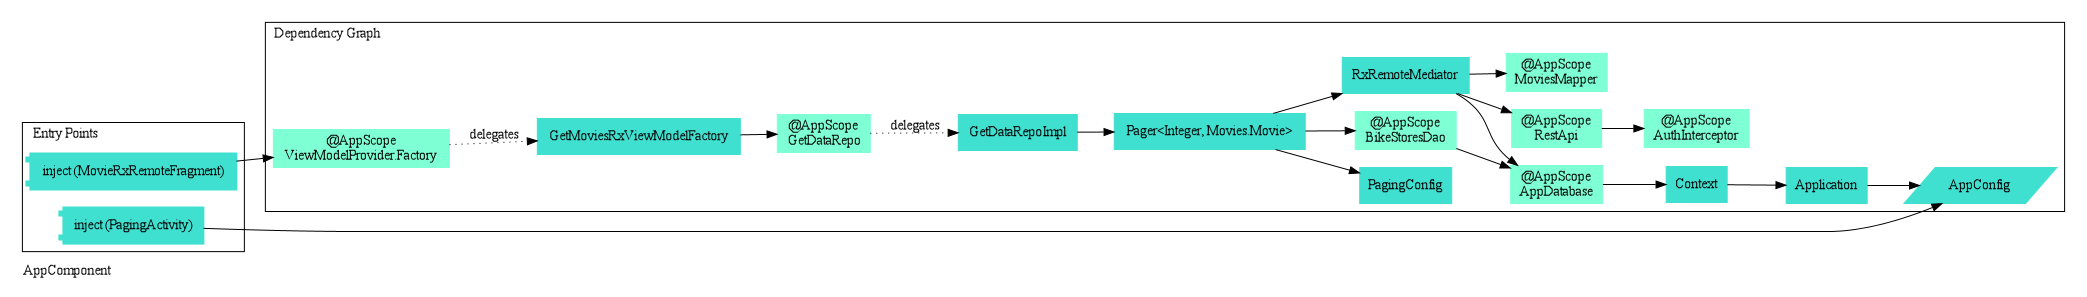 Dependency Graph
Entry Points
inject (MovieRxRemoteFragment)
inject (PagingActivity)
AppComponent
@AppScope
ViewModelProvider.Factory
delegates
GetMoviesRxViewModelFactory
@AppScope
GetDataRepo
delegates
GetDataRepoImpl
Pager<Integer, Movies.Movie>
RxRemoteMediator
@AppScope
BikeStoresDao
PagingConfig
@AppScope
MoviesMapper
@AppScope
RestApi
@AppScope
AppDatabase
@AppScope
AuthInterceptor
Context
Application
AppConfig